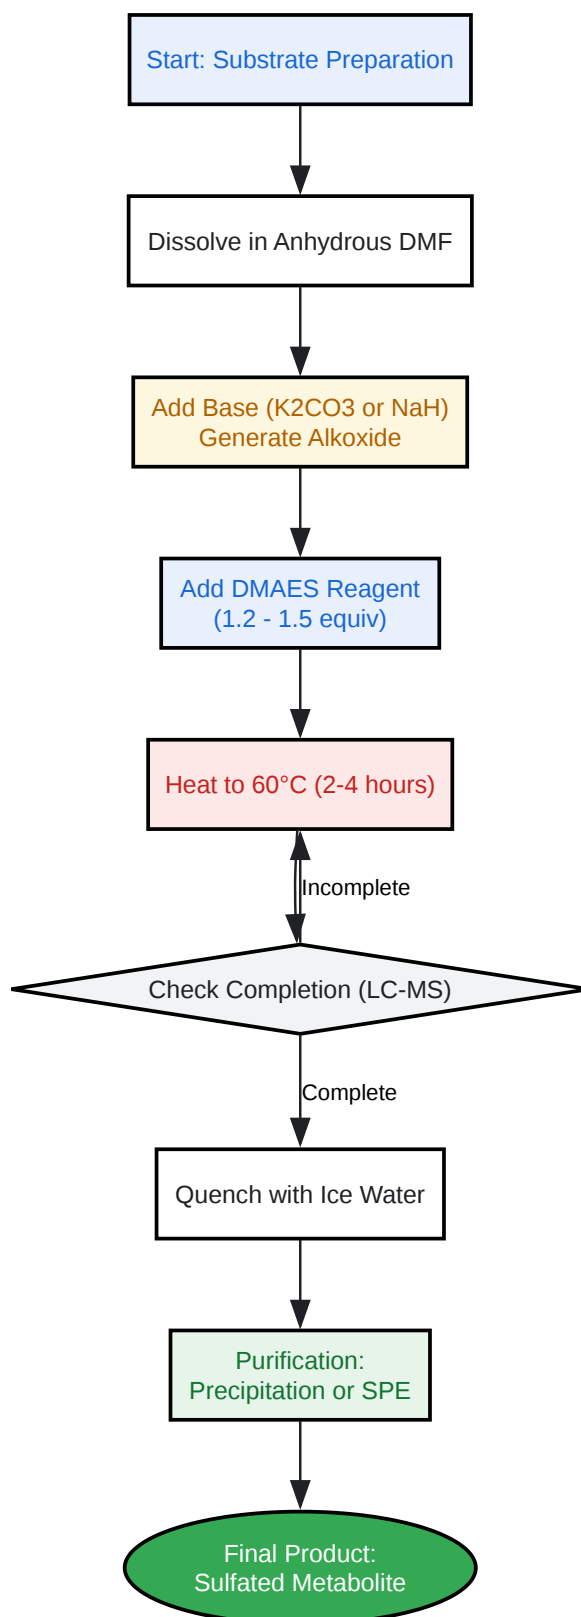 Start: Substrate Preparation
Dissolve in Anhydrous DMF
Add Base (K2CO3 or NaH)
Generate Alkoxide
Add DMAES Reagent
(1.2 - 1.5 equiv)
Heat to 60°C (2-4 hours)
Incomplete
Check Completion (LC-MS)
Complete
Quench with Ice Water
Purification:
Precipitation or SPE
Final Product:
Sulfated Metabolite